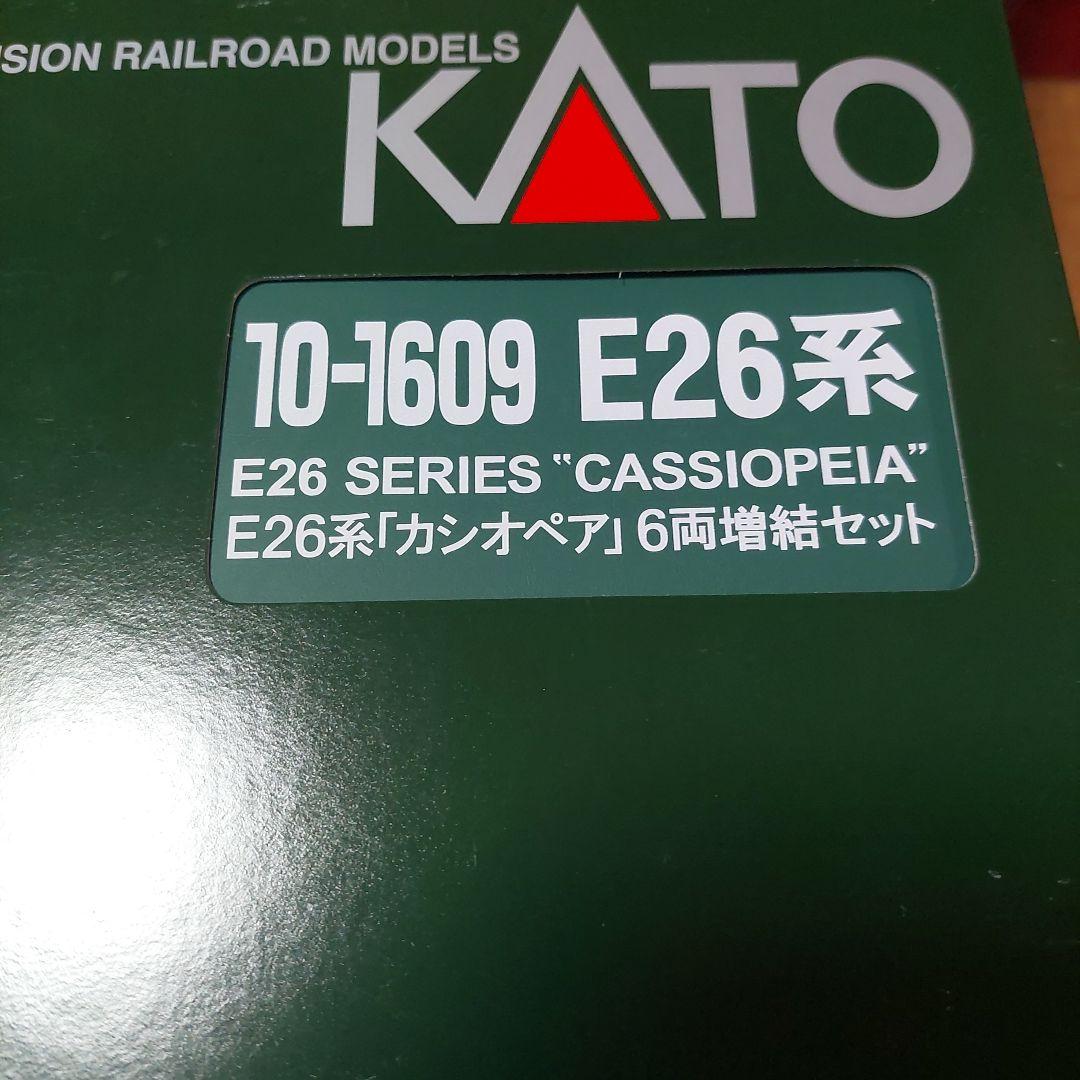 SION RAILROAD MODELS
KATO
10-1609 E26系
E26 SERIES "CASSIOPEIA"
E26系「カシオペア」6両増結セット